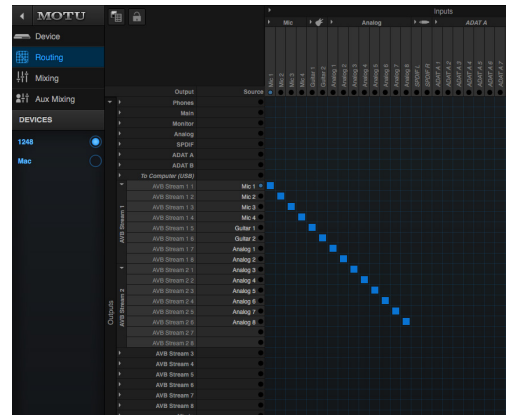 MOTU
Device
Routing
Mixing
Aux Mixing
DEVICES
1248
Mac
Inputs
Mic
Analog
ADAT A
Mic 1
Mic 2
Mic 3
Mic 4
Guitar 1
Guitar 2
Analog 1
Analog 2
Analog 3
Analog 4
Analog 5
Analog 6
Analog 7
Analog 8
SPDIF L
SPDIF R
ADAT A 1
ADAT A 2
ADAT A 3
ADAT A 4
ADAT A 5
ADAT A 6
ADAT A 7
Output Source
Phones
Main
Monitor
Analog
SPDIF
ADAT A
ADAT B
To Computer (USB)
Outputs
AVB Stream 1
AVB Stream 1 1 Mic 1
AVB Stream 1 2 Mic 2
AVB Stream 1 3 Mic 3
AVB Stream 1 4 Mic 4
AVB Stream 1 5 Guitar 1
AVB Stream 1 6 Guitar 2
AVB Stream 1 7 Analog 1
AVB Stream 1 8 Analog 2
AVB Stream 2
AVB Stream 2 1 Analog 3
AVB Stream 2 2 Analog 4
AVB Stream 2 3 Analog 5
AVB Stream 2 4 Analog 6
AVB Stream 2 5 Analog 7
AVB Stream 2 6 Analog 8
AVB Stream 2 7
AVB Stream 2 8
AVB Stream 3
AVB Stream 4
AVB Stream 5
AVB Stream 6
AVB Stream 7
AVB Stream 8